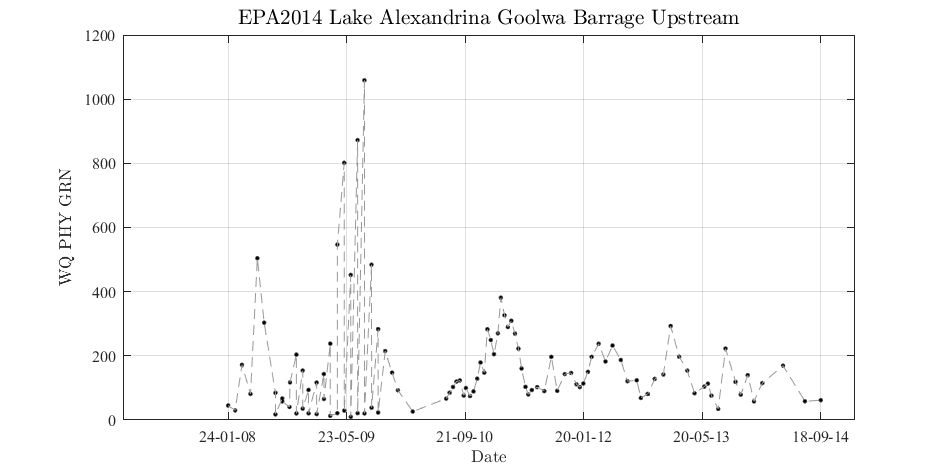 EPA2014 Lake Alexandrina Goolwa Barrage Upstream
1200
1000
800
600
400
200
0
WQ PHY GRN
24-01-08 23-05-09 21-09-10 20-01-12 20-05-13 18-09-14
Date